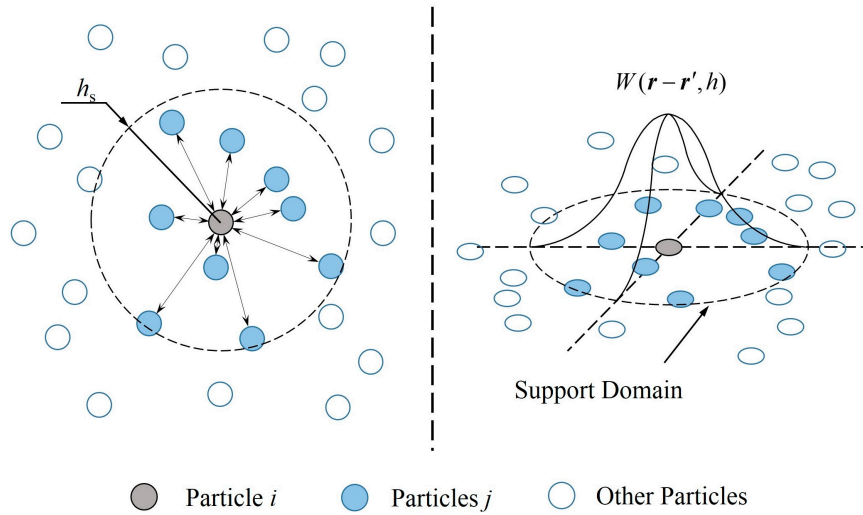 hₛ
W(r − r′, h)
Support Domain
Particle i
Particles j
Other Particles